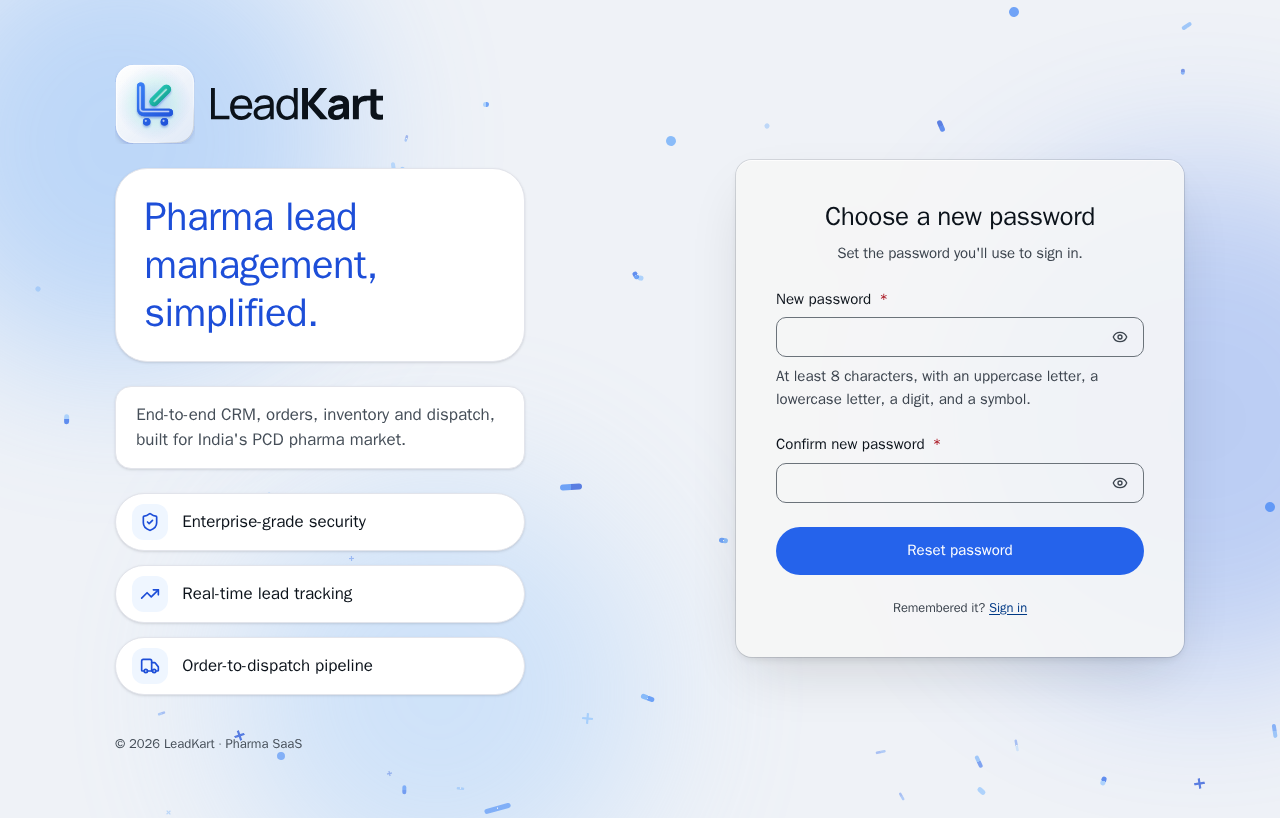 LeadKart
Pharma lead
management,
simplified.
End-to-end CRM, orders, inventory and dispatch,
built for India's PCD pharma market.
Enterprise-grade security
Real-time lead tracking
Order-to-dispatch pipeline
© 2026 LeadKart · Pharma SaaS
Choose a new password
Set the password you'll use to sign in.
New password *
At least 8 characters, with an uppercase letter, a
lowercase letter, a digit, and a symbol.
Confirm new password *
Reset password
Remembered it? Sign in